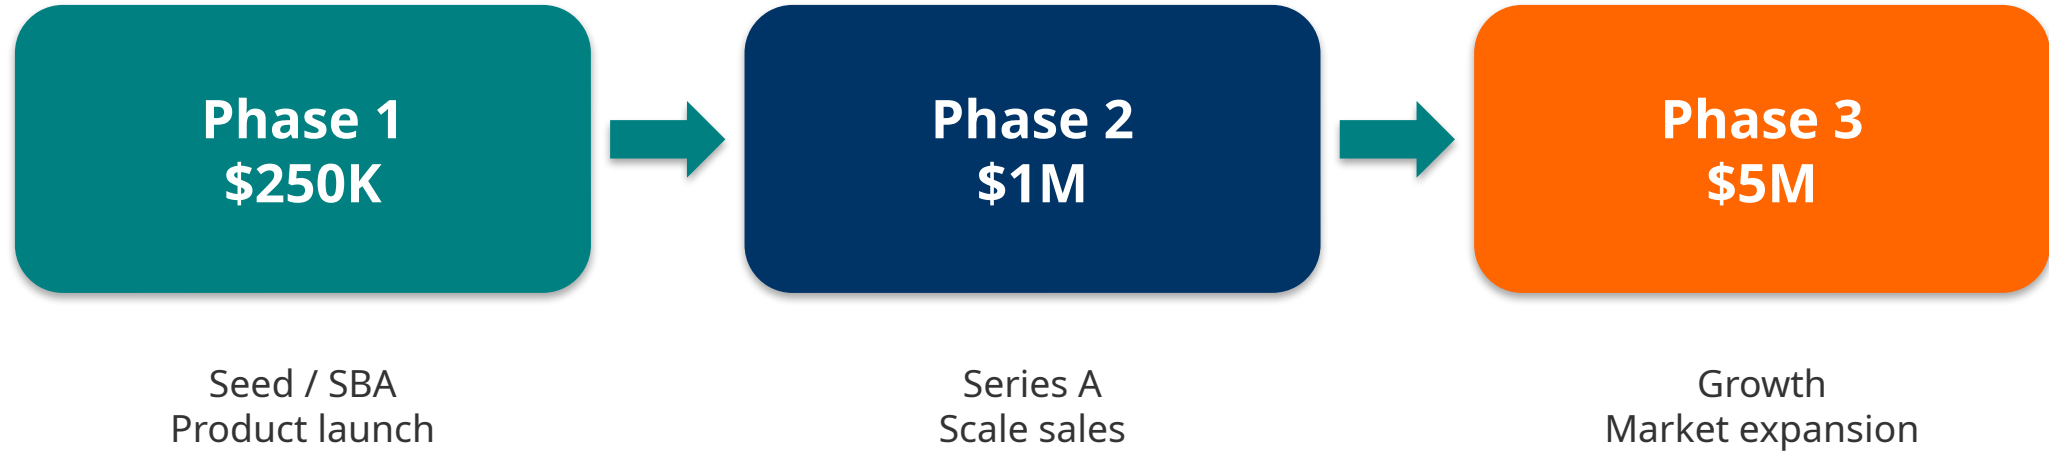 Phase 1
$250K
Phase 2
$1M
Phase 3
$5M
Seed / SBA
Product launch
Series A
Scale sales
Growth
Market expansion